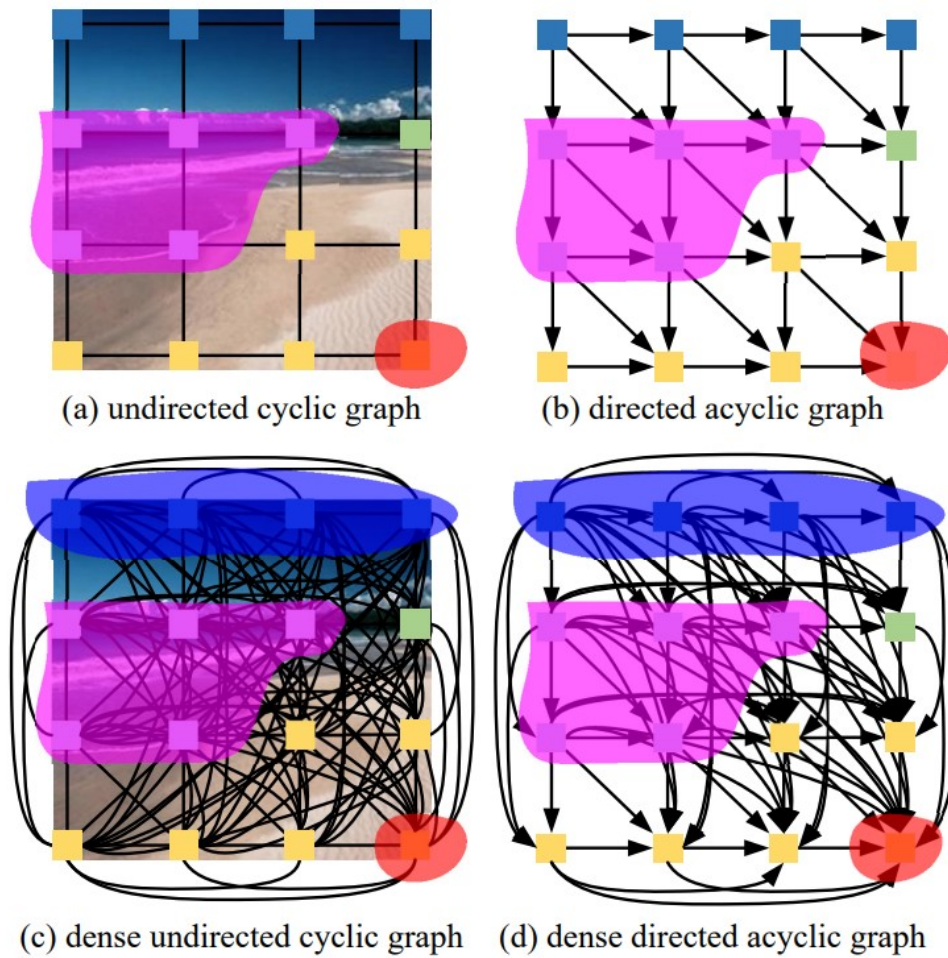 (a) undirected cyclic graph
(b) directed acyclic graph
(c) dense undirected cyclic graph
(d) dense directed acyclic graph